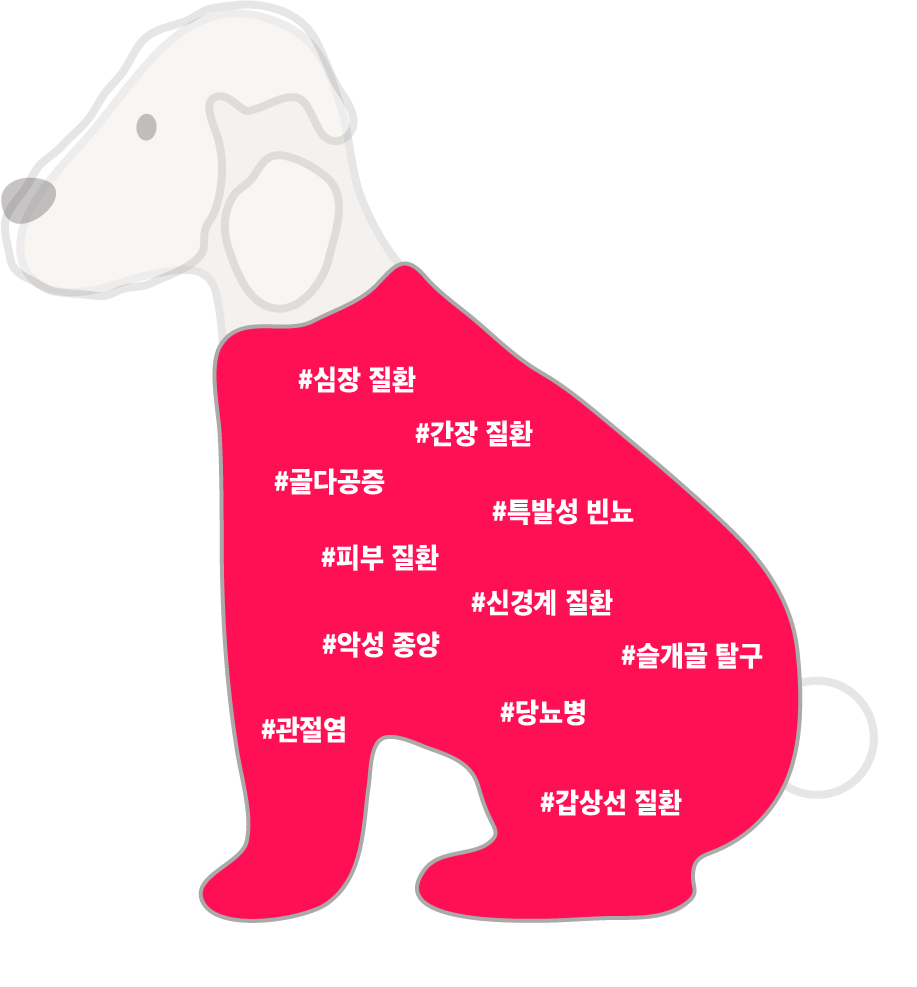 #심장 질환
#간장 질환
#골다공증
#특발성 빈뇨
#피부 질환
#신경계 질환
#악성 종양
#슬개골 탈구
#당뇨병
#관절염
#갑상선 질환